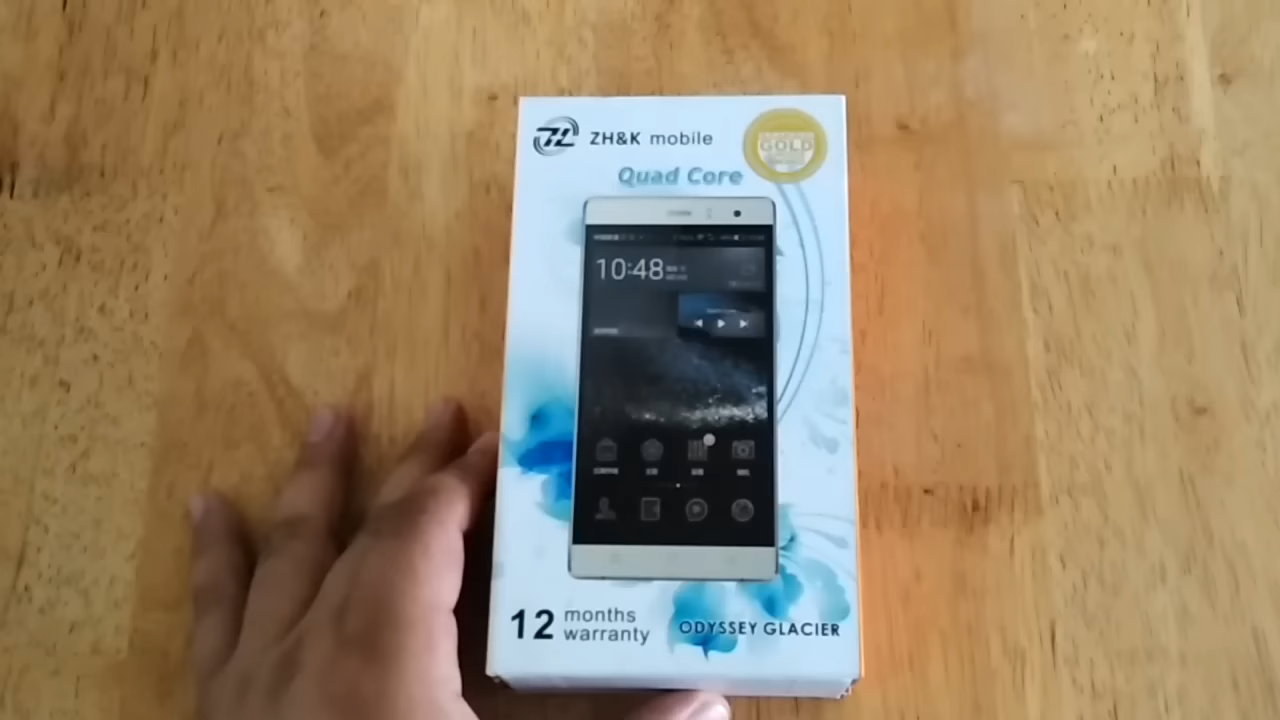 ZH&K mobile
GOLD
Quad Core
10:48
12 months
warranty
ODYSSEY GLACIER